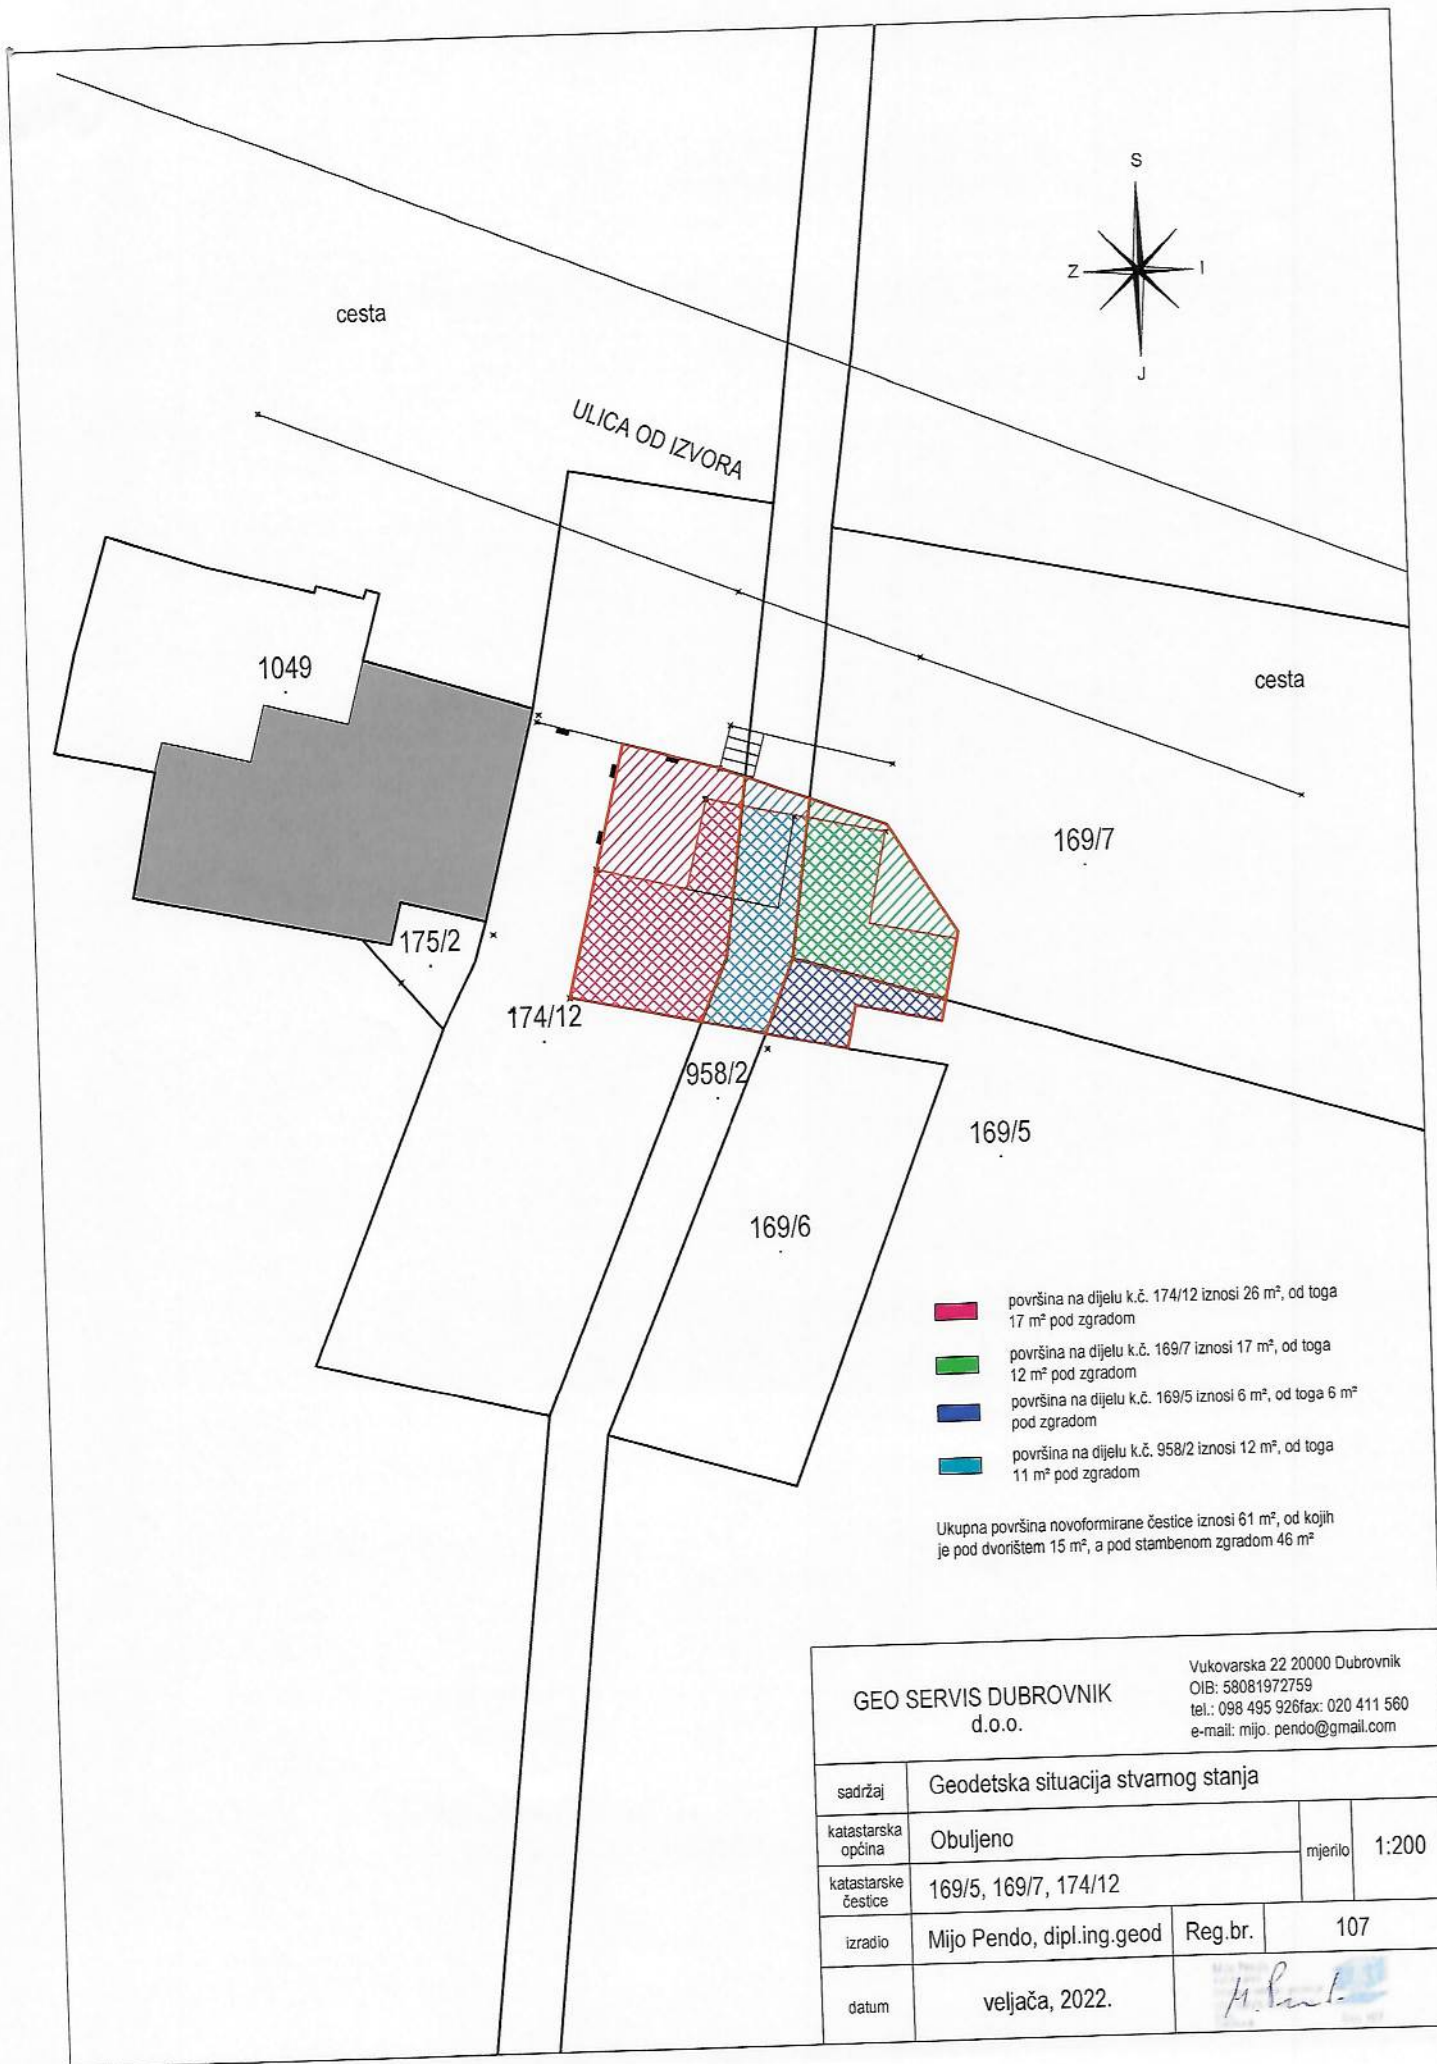 S
Z
I
J
cesta
ULICA OD IZVORA
1049
cesta
169/7
175/2
174/12
958/2
169/5
169/6
površina na dijelu k.č. 174/12 iznosi 26 m², od toga
17 m² pod zgradom
površina na dijelu k.č. 169/7 iznosi 17 m², od toga
12 m² pod zgradom
površina na dijelu k.č. 169/5 iznosi 6 m², od toga 6 m²
pod zgradom
površina na dijelu k.č. 958/2 iznosi 12 m², od toga
11 m² pod zgradom
Ukupna površina novoformirane čestice iznosi 61 m², od kojih
je pod dvorištem 15 m², a pod stambenom zgradom 46 m²
GEO SERVIS DUBROVNIK
d.o.o.
Vukovarska 22 20000 Dubrovnik
OIB: 58081972759
tel.: 098 495 926fax: 020 411 560
e-mail: mijo. pendo@gmail.com
sadržaj
Geodetska situacija stvarnog stanja
katastarska
općina
Obuljeno
mjerilo
1:200
katastarske
čestice
169/5, 169/7, 174/12
izradio
Mijo Pendo, dipl.ing.geod
Reg.br.
107
datum
veljača, 2022.